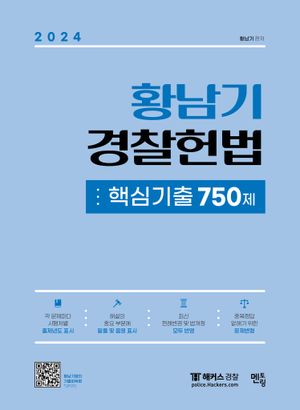 2024
황남기 편저
황남기
경찰헌법
핵심기출 750제
각 문제마다
시행처별
출제년도 표시
해설의
중요 부분에
밑줄 및 음영 표시
최신
판례변경 및 법개정
모두 반영
중복정답
없애기 위한
문제변형
해커스 경찰
police.Hackers.com
멘토링